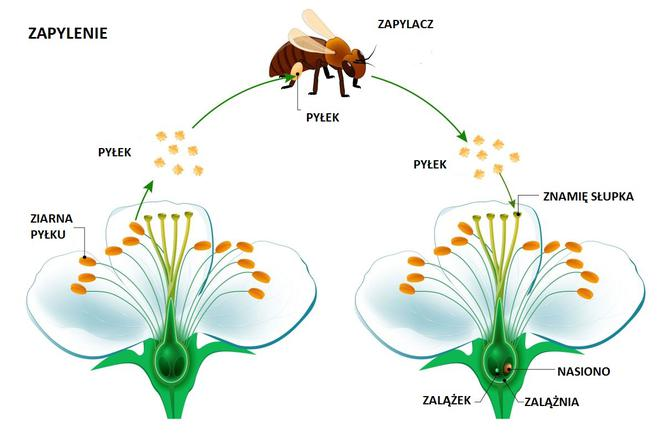 ZAPYLENIE
ZAPYLACZ
PYŁEK
PYŁEK
PYŁEK
ZNAMIĘ SŁUPKA
ZIARNA
PYŁKU
NASIONO
ZALĄŻEK
ZALĄŻNIA